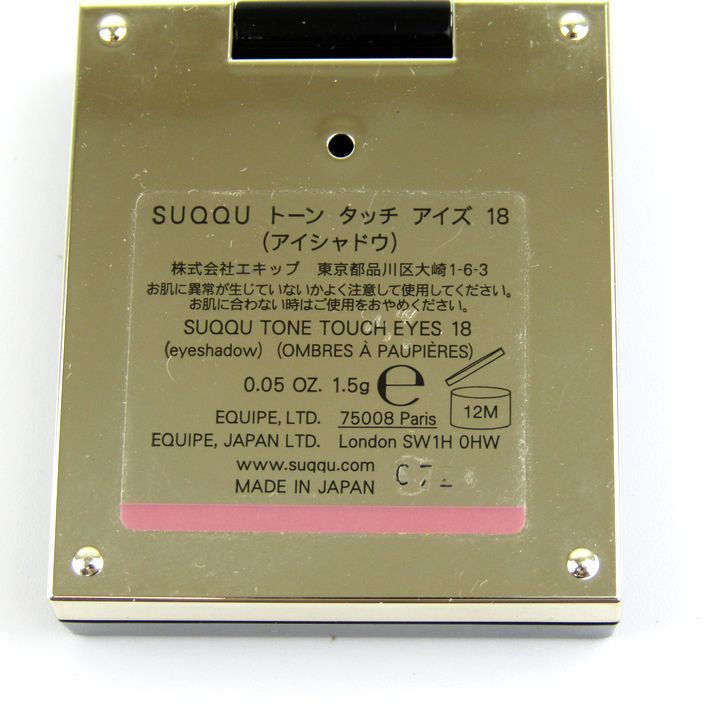 SUQQU トーン タッチ アイズ 18
(アイシャドウ)
株式会社エキップ 東京都品川区大崎1-6-3
お肌に異常が生じていないかよく注意して使用してください。
お肌に合わない時はご使用をおやめください。
SUQQU TONE TOUCH EYES 18
(eyeshadow) (OMBRES À PAUPIÈRES)
0.05 OZ. 1.5g e
12M
EQUIPE, LTD. 75008 Paris
EQUIPE, JAPAN LTD. London SW1H 0HW
www.suqqu.com
MADE IN JAPAN